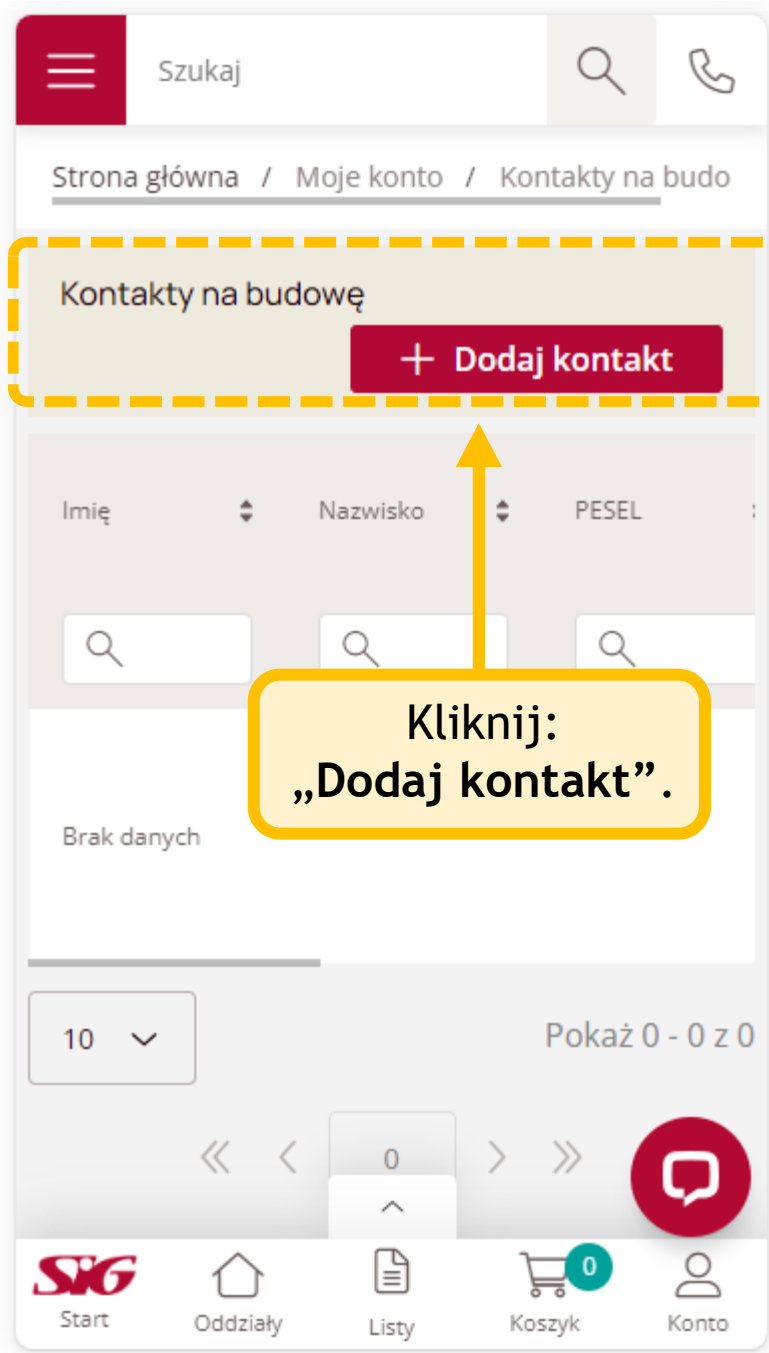 Szukaj
Strona główna / Moje konto / Kontakty na budo
Kontakty na budowę
+ Dodaj kontakt
Imię Nazwisko PESEL
Kliknij:
„Dodaj kontakt”.
Brak danych
10 Pokaż 0 - 0 z 0
0
SIG 0
Start Oddziały Listy Koszyk Konto